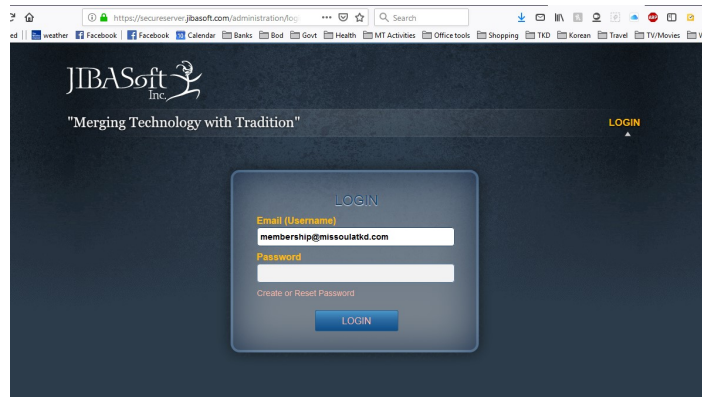 https://secureserver.jibasoft.com/administration/log
Search
ed weather Facebook Facebook Calendar Banks Bod Govt Health MT Activities Office tools Shopping TKD Korean Travel TV/Movies
JIBASoft
Inc.
"Merging Technology with Tradition"
LOGIN
LOGIN
Email (Username)
membership@missoulatkd.com
Password
Create or Reset Password
LOGIN